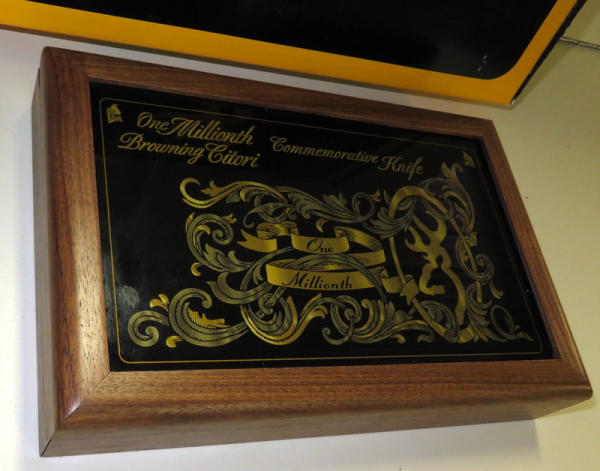 One Millionth
Browning Citori
Commemorative Knife
One
Millionth